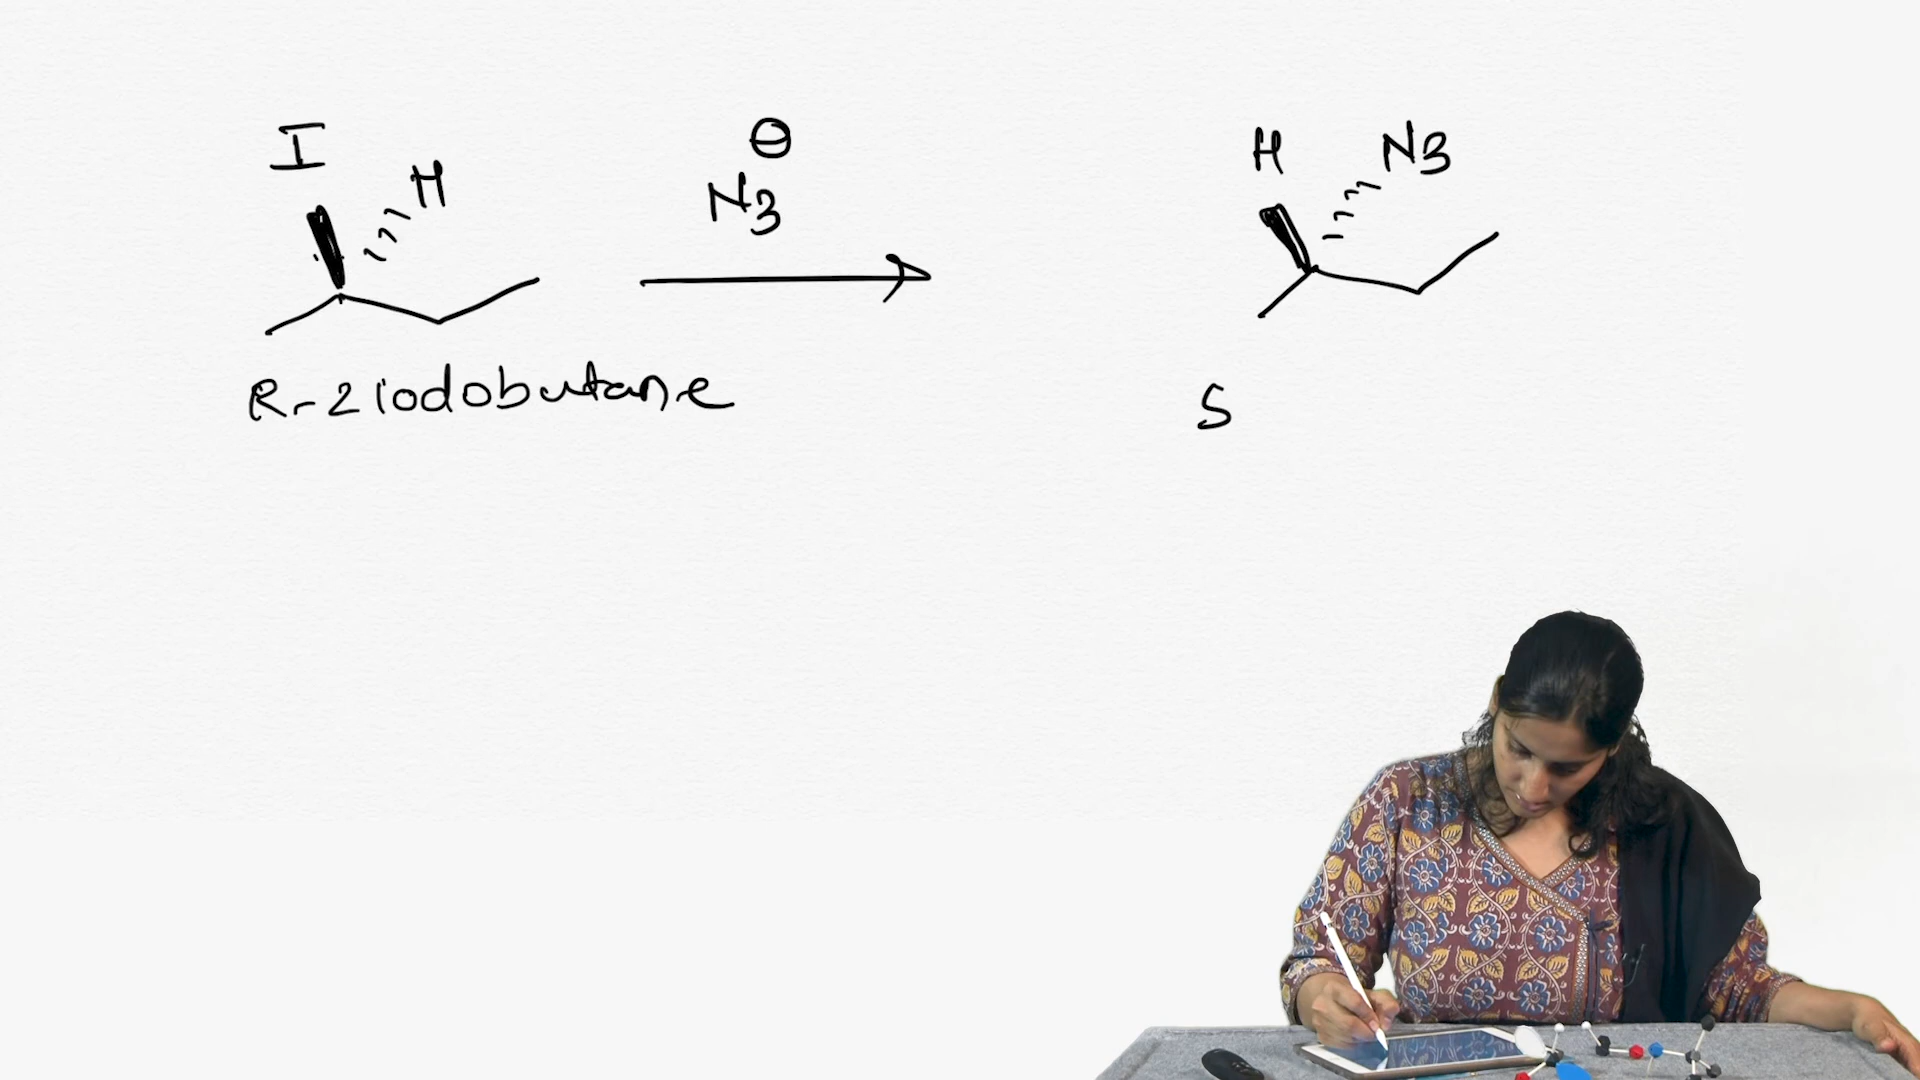 I
H
⊖
N3
H
N3
R-2iodobutane
S